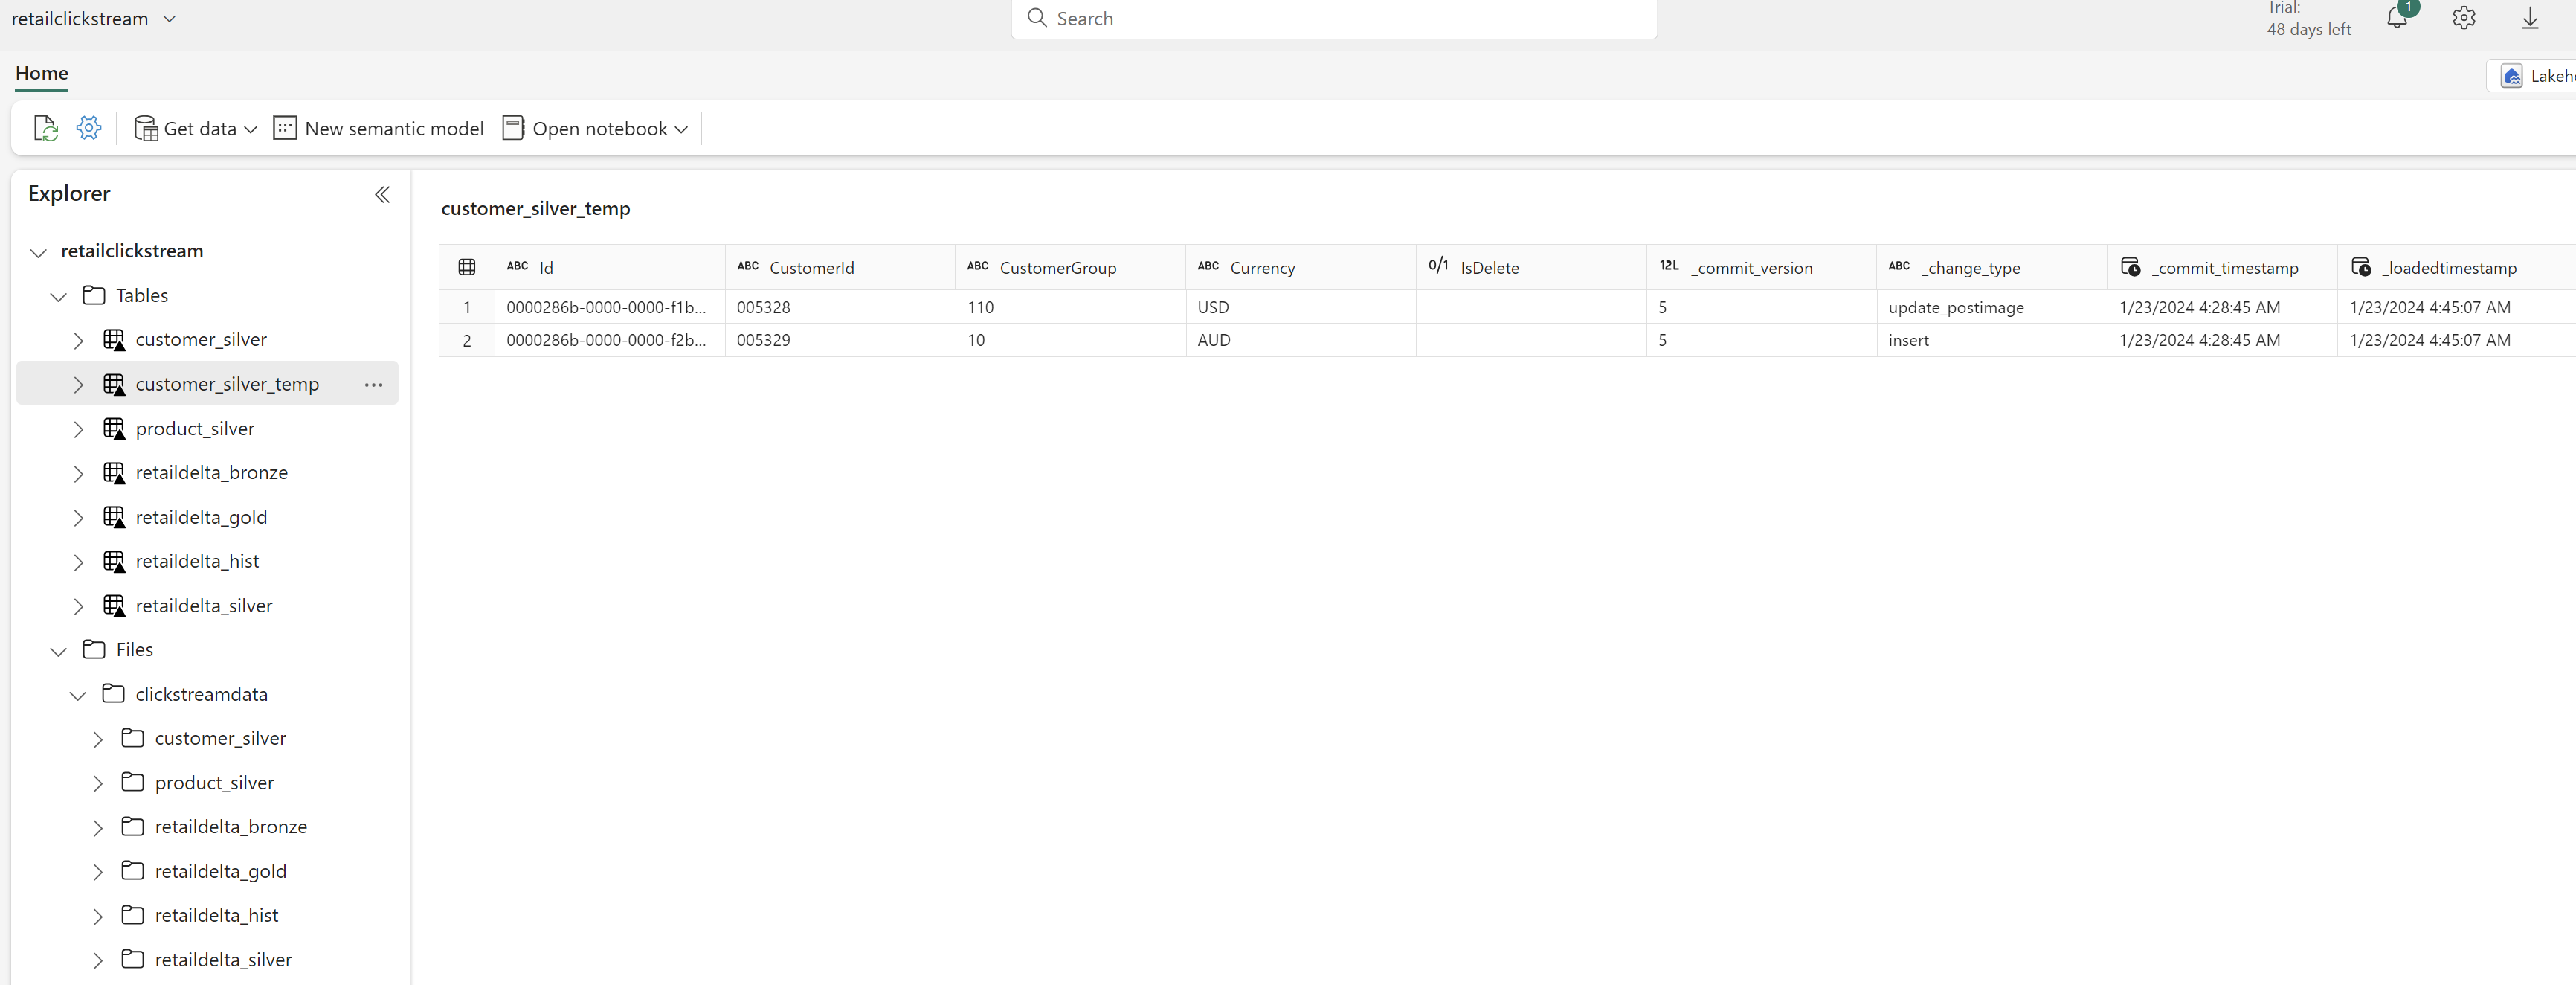 retailclickstream
Search
Trial:
48 days left
1
Home
Get data
New semantic model
Open notebook
Explorer
retailclickstream
Tables
customer_silver
customer_silver_temp
product_silver
retaildelta_bronze
retaildelta_gold
retaildelta_hist
retaildelta_silver
Files
clickstreamdata
customer_silver
product_silver
retaildelta_bronze
retaildelta_gold
retaildelta_hist
retaildelta_silver
customer_silver_temp
ABC Id ABC CustomerId ABC CustomerGroup ABC Currency 0/1 IsDelete 12L _commit_version ABC _change_type _commit_timestamp _loadedtimestamp
1 0000286b-0000-0000-f1b... 005328 110 USD 5 update_postimage 1/23/2024 4:28:45 AM 1/23/2024 4:45:07 AM
2 0000286b-0000-0000-f2b... 005329 10 AUD 5 insert 1/23/2024 4:28:45 AM 1/23/2024 4:45:07 AM